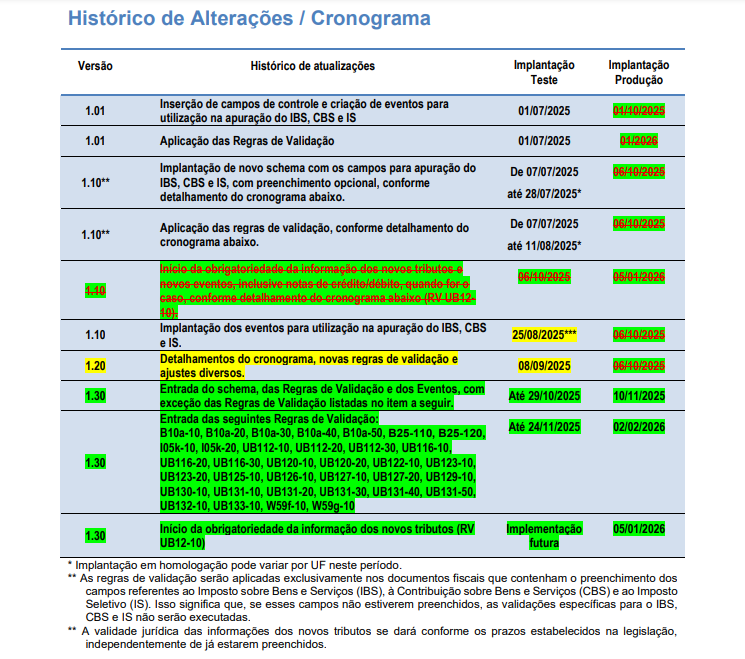 Histórico de Alterações / Cronograma
Versão
Histórico de atualizações
Implantação
Teste
Implantação
Produção
1.01
Inserção de campos de controle e criação de eventos para
utilização na apuração do IBS, CBS e IS
01/07/2025
01/10/2025
1.01
Aplicação das Regras de Validação
01/07/2025
01/2026
1.10**
Implantação de novo schema com os campos para apuração do
IBS, CBS e IS, com preenchimento opcional, conforme
detalhamento do cronograma abaixo.
De 07/07/2025
até 28/07/2025*
06/10/2025
1.10**
Aplicação das regras de validação, conforme detalhamento do
cronograma abaixo.
De 07/07/2025
até 11/08/2025*
06/10/2025
1.10
Início da obrigatoriedade da informação dos novos tributos e
novos eventos, inclusive notas de crédito/débito, quando for o
caso, conforme detalhamento do cronograma abaixo (RV UB12-
10).
06/10/2025
05/01/2026
1.10
Implantação dos eventos para utilização na apuração do IBS, CBS
e IS.
25/08/2025***
06/10/2025
1.20
Detalhamentos do cronograma, novas regras de validação e
ajustes diversos.
08/09/2025
06/10/2025
1.30
Entrada do schema, das Regras de Validação e dos Eventos, com
exceção das Regras de Validação listadas no item a seguir.
Até 29/10/2025
10/11/2025
1.30
Entrada das seguintes Regras de Validação:
B10a-10, B10a-20, B10a-30, B10a-40, B10a-50, B25-110, B25-120,
I05k-10, I05k-20, UB112-10, UB112-20, UB112-30, UB116-10,
UB116-20, UB116-30, UB120-10, UB120-20, UB122-10, UB123-10,
UB123-20, UB125-10, UB126-10, UB127-10, UB127-20, UB129-10,
UB130-10, UB131-10, UB131-20, UB131-30, UB131-40, UB131-50,
UB132-10, UB133-10, W59f-10, W59g-10
Até 24/11/2025
02/02/2026
1.30
Início da obrigatoriedade da informação dos novos tributos (RV
UB12-10)
Implementação
futura
05/01/2026
* Implantação em homologação pode variar por UF neste período.
** As regras de validação serão aplicadas exclusivamente nos documentos fiscais que contenham o preenchimento dos
campos referentes ao Imposto sobre Bens e Serviços (IBS), à Contribuição sobre Bens e Serviços (CBS) e ao Imposto
Seletivo (IS). Isso significa que, se esses campos não estiverem preenchidos, as validações específicas para o IBS,
CBS e IS não serão executadas.
** A validade jurídica das informações dos novos tributos se dará conforme os prazos estabelecidos na legislação,
independentemente de já estarem preenchidos.